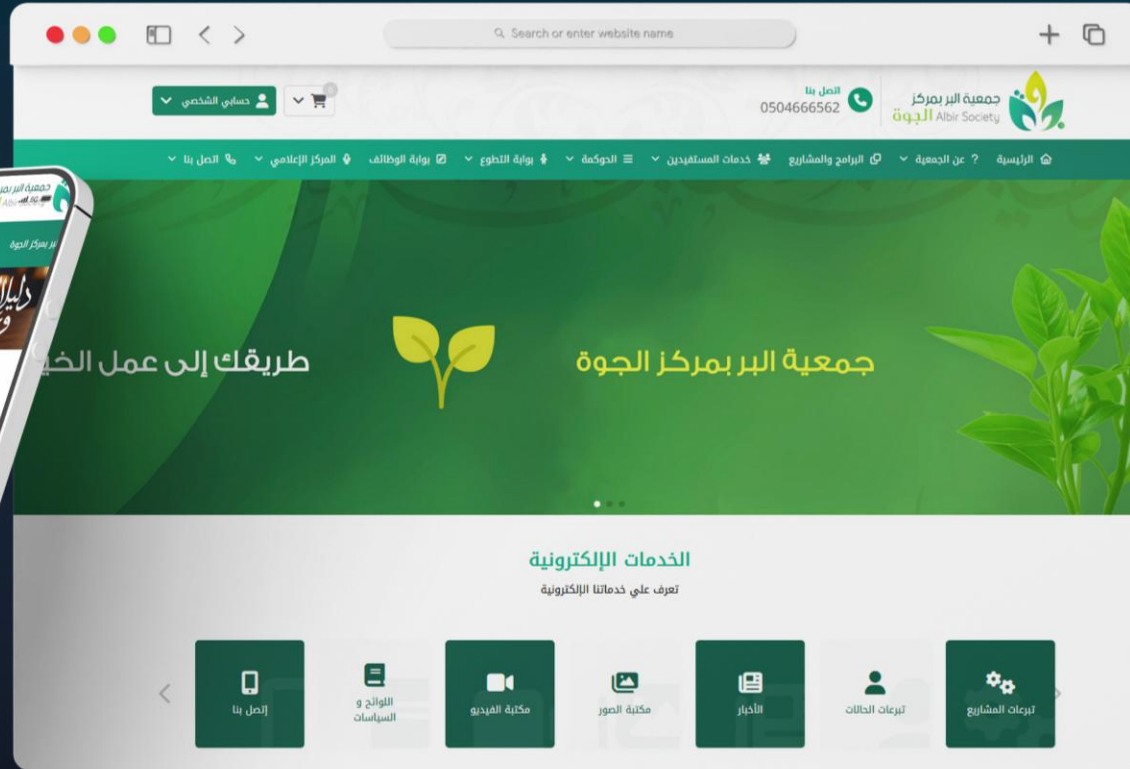 Search or enter website name
جمعية البر بمركز
Albir Society الجوة
اتصل بنا
0504666562
0
حسابي الشخصي
الرئيسية
عن الجمعية
البرامج والمشاريع
خدمات المستفيدين
الحوكمة
بوابة التطوع
بوابة الوظائف
المركز الإعلامي
اتصل بنا
جمعية البر بمركز الجوة
طريقك إلى عمل
الخدمات الإلكترونية
تعرف علي خدماتنا الإلكترونية
تبرعات المشاريع
تبرعات الحالات
الأخبار
مكتبة الصور
مكتبة الفيديو
اللوائح و
السياسات
إتصل بنا
بمركز الجوة